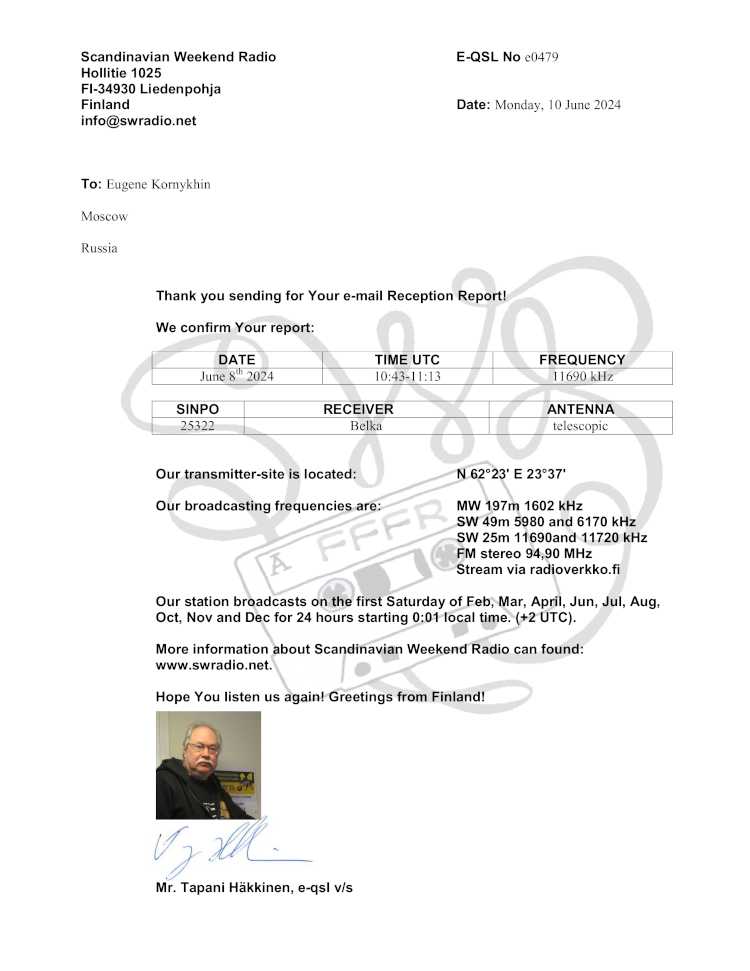 Scandinavian Weekend Radio
Hollitie 1025
FI-34930 Liedenpohja
Finland
info@swradio.net
E-QSL No e0479
Date: Monday, 10 June 2024
To: Eugene Kornykhin
Moscow
Russia
Thank you sending for Your e-mail Reception Report!
We confirm Your report:
DATE TIME UTC FREQUENCY
June 8th 2024 10:43-11:13 11690 kHz
SINPO RECEIVER ANTENNA
25322 Belka telescopic
Our transmitter-site is located: N 62°23' E 23°37'
Our broadcasting frequencies are: MW 197m 1602 kHz
SW 49m 5980 and 6170 kHz
SW 25m 11690and 11720 kHz
FM stereo 94,90 MHz
Stream via radioverkko.fi
A FFFR
Our station broadcasts on the first Saturday of Feb, Mar, April, Jun, Jul, Aug,
Oct, Nov and Dec for 24 hours starting 0:01 local time. (+2 UTC).
More information about Scandinavian Weekend Radio can found:
www.swradio.net.
Hope You listen us again! Greetings from Finland!
Mr. Tapani Häkkinen, e-qsl v/s